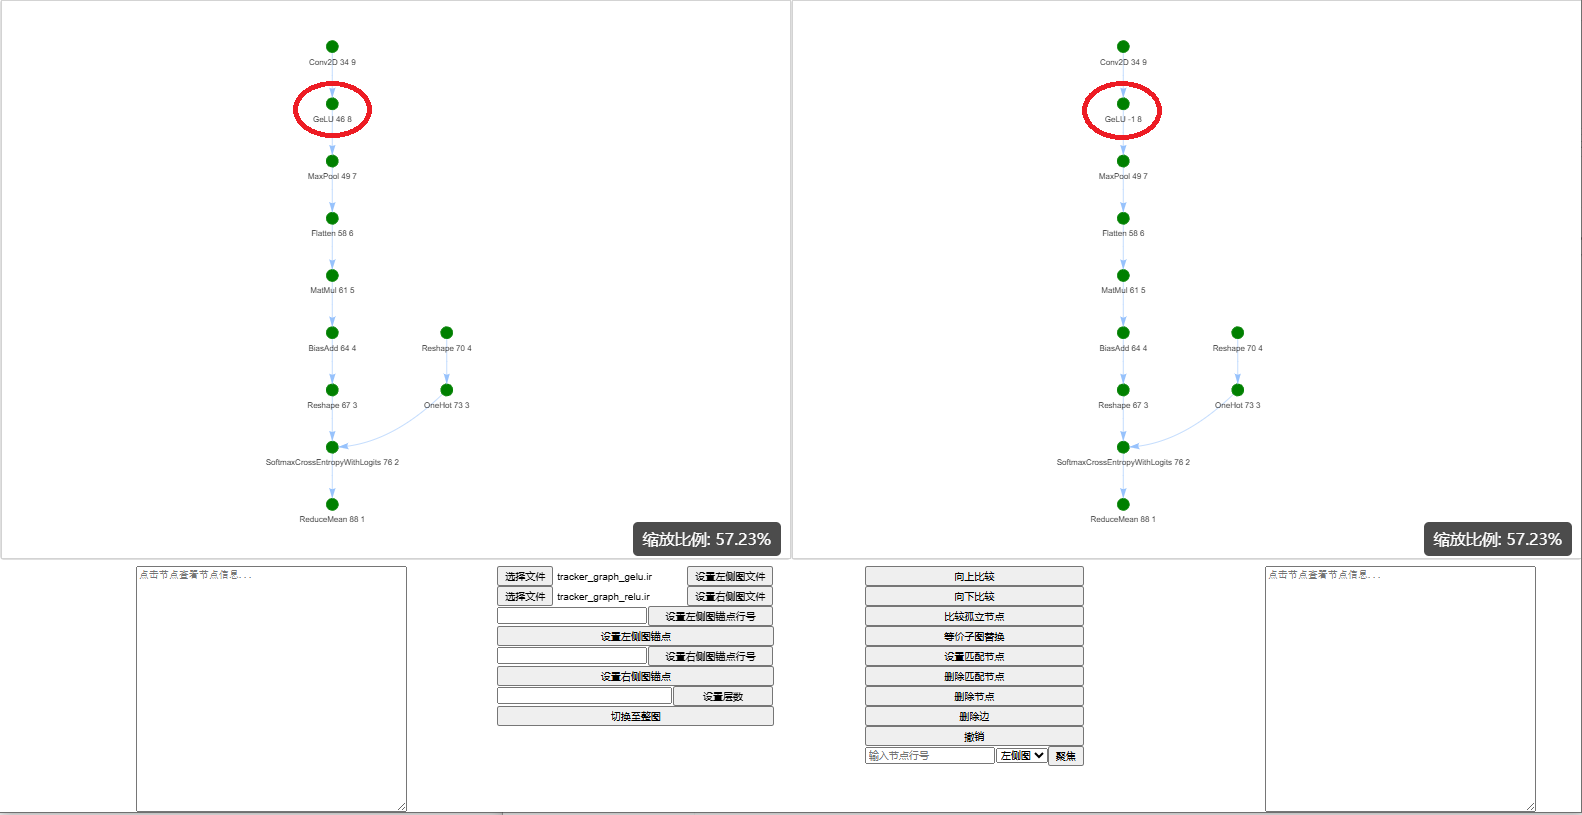 Conv2D 34 9
GeLU 46 8
MaxPool 49 7
Flatten 58 6
MatMul 61 5
BiasAdd 64 4
Reshape 70 4
Reshape 67 3
OneHot 73 3
SoftmaxCrossEntropyWithLogits 76 2
ReduceMean 88 1
缩放比例: 57.23%
Conv2D 34 9
GeLU -1 8
MaxPool 49 7
Flatten 58 6
MatMul 61 5
BiasAdd 64 4
Reshape 70 4
Reshape 67 3
OneHot 73 3
SoftmaxCrossEntropyWithLogits 76 2
ReduceMean 88 1
缩放比例: 57.23%
点击节点查看节点信息...
选择文件 tracker_graph_gelu.ir 设置左侧图文件
选择文件 tracker_graph_relu.ir 设置右侧图文件
设置左侧图锚点行号
设置左侧图锚点
设置右侧图锚点行号
设置右侧图锚点
设置层数
切换至整图
向上比较
向下比较
比较孤立节点
等价子图替换
设置匹配节点
删除匹配节点
删除节点
删除边
撤销
输入节点行号 左侧图 聚焦
点击节点查看节点信息...